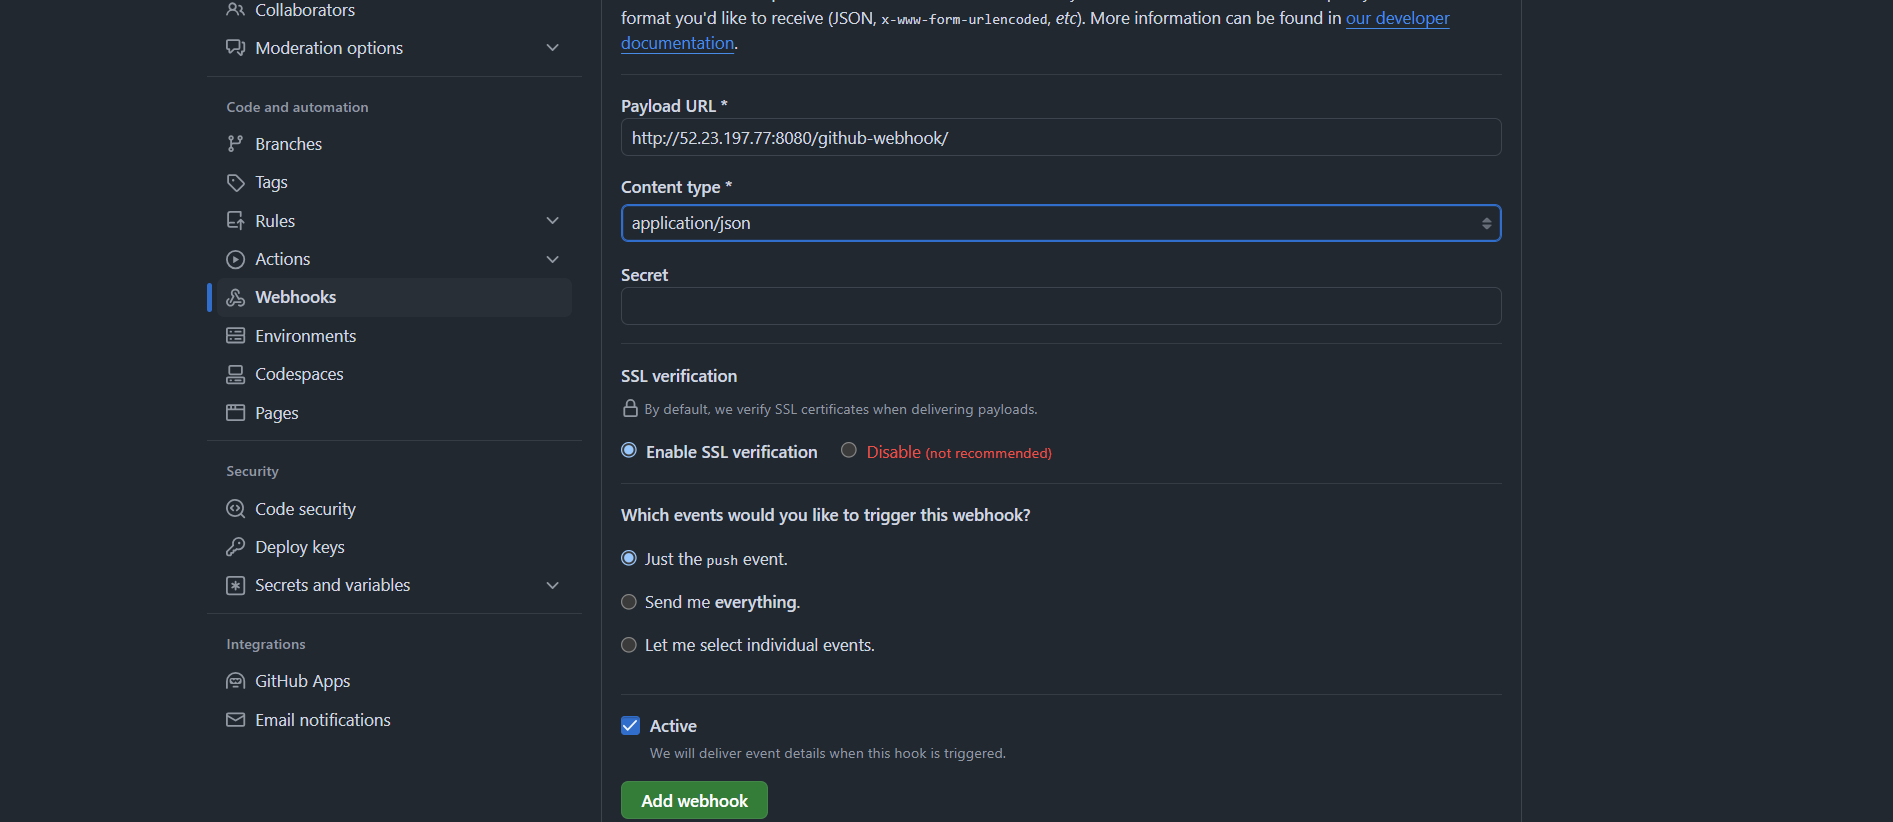 Collaborators
Moderation options
Code and automation
Branches
Tags
Rules
Actions
Webhooks
Environments
Codespaces
Pages
Security
Code security
Deploy keys
Secrets and variables
Integrations
GitHub Apps
Email notifications
format you'd like to receive (JSON, x-www-form-urlencoded, etc). More information can be found in our developer
documentation.
Payload URL *
http://52.23.197.77:8080/github-webhook/
Content type *
application/json
Secret
SSL verification
By default, we verify SSL certificates when delivering payloads.
Enable SSL verification Disable (not recommended)
Which events would you like to trigger this webhook?
Just the push event.
Send me everything.
Let me select individual events.
Active
We will deliver event details when this hook is triggered.
Add webhook